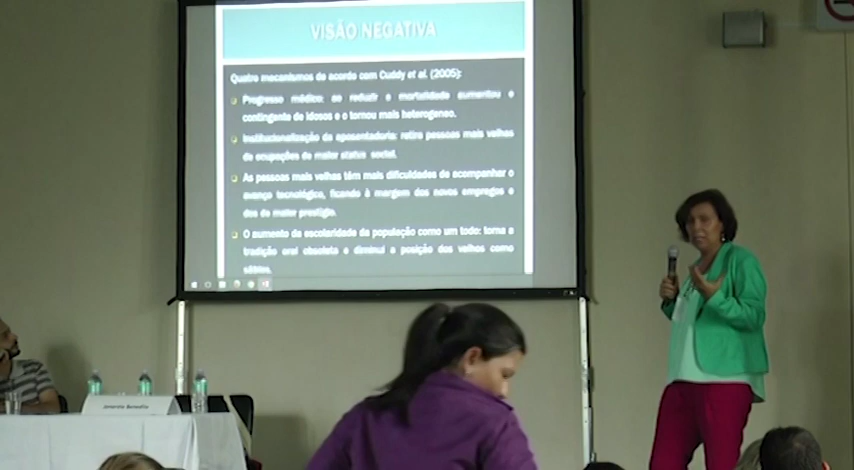 VISÃO NEGATIVA
Quatro mecanismos de acordo com Cuddy et al. (2005):
Progresso médico: ao reduzir a mortalidade aumentou o
contingente de idosos e o tornou mais heterogeneo.
Institucionalização da aposentadoria: retira pessoas mais velhas
de ocupações de maior status social.
As pessoas mais velhas têm mais dificuldades de acompanhar o
avanço tecnológico, ficando à margem dos novos empregos e
dos de maior prestígio.
O aumento da escolaridade da população como um todo: torna a
tradição oral obsoleta e diminui a posição dos velhos como
sábios.